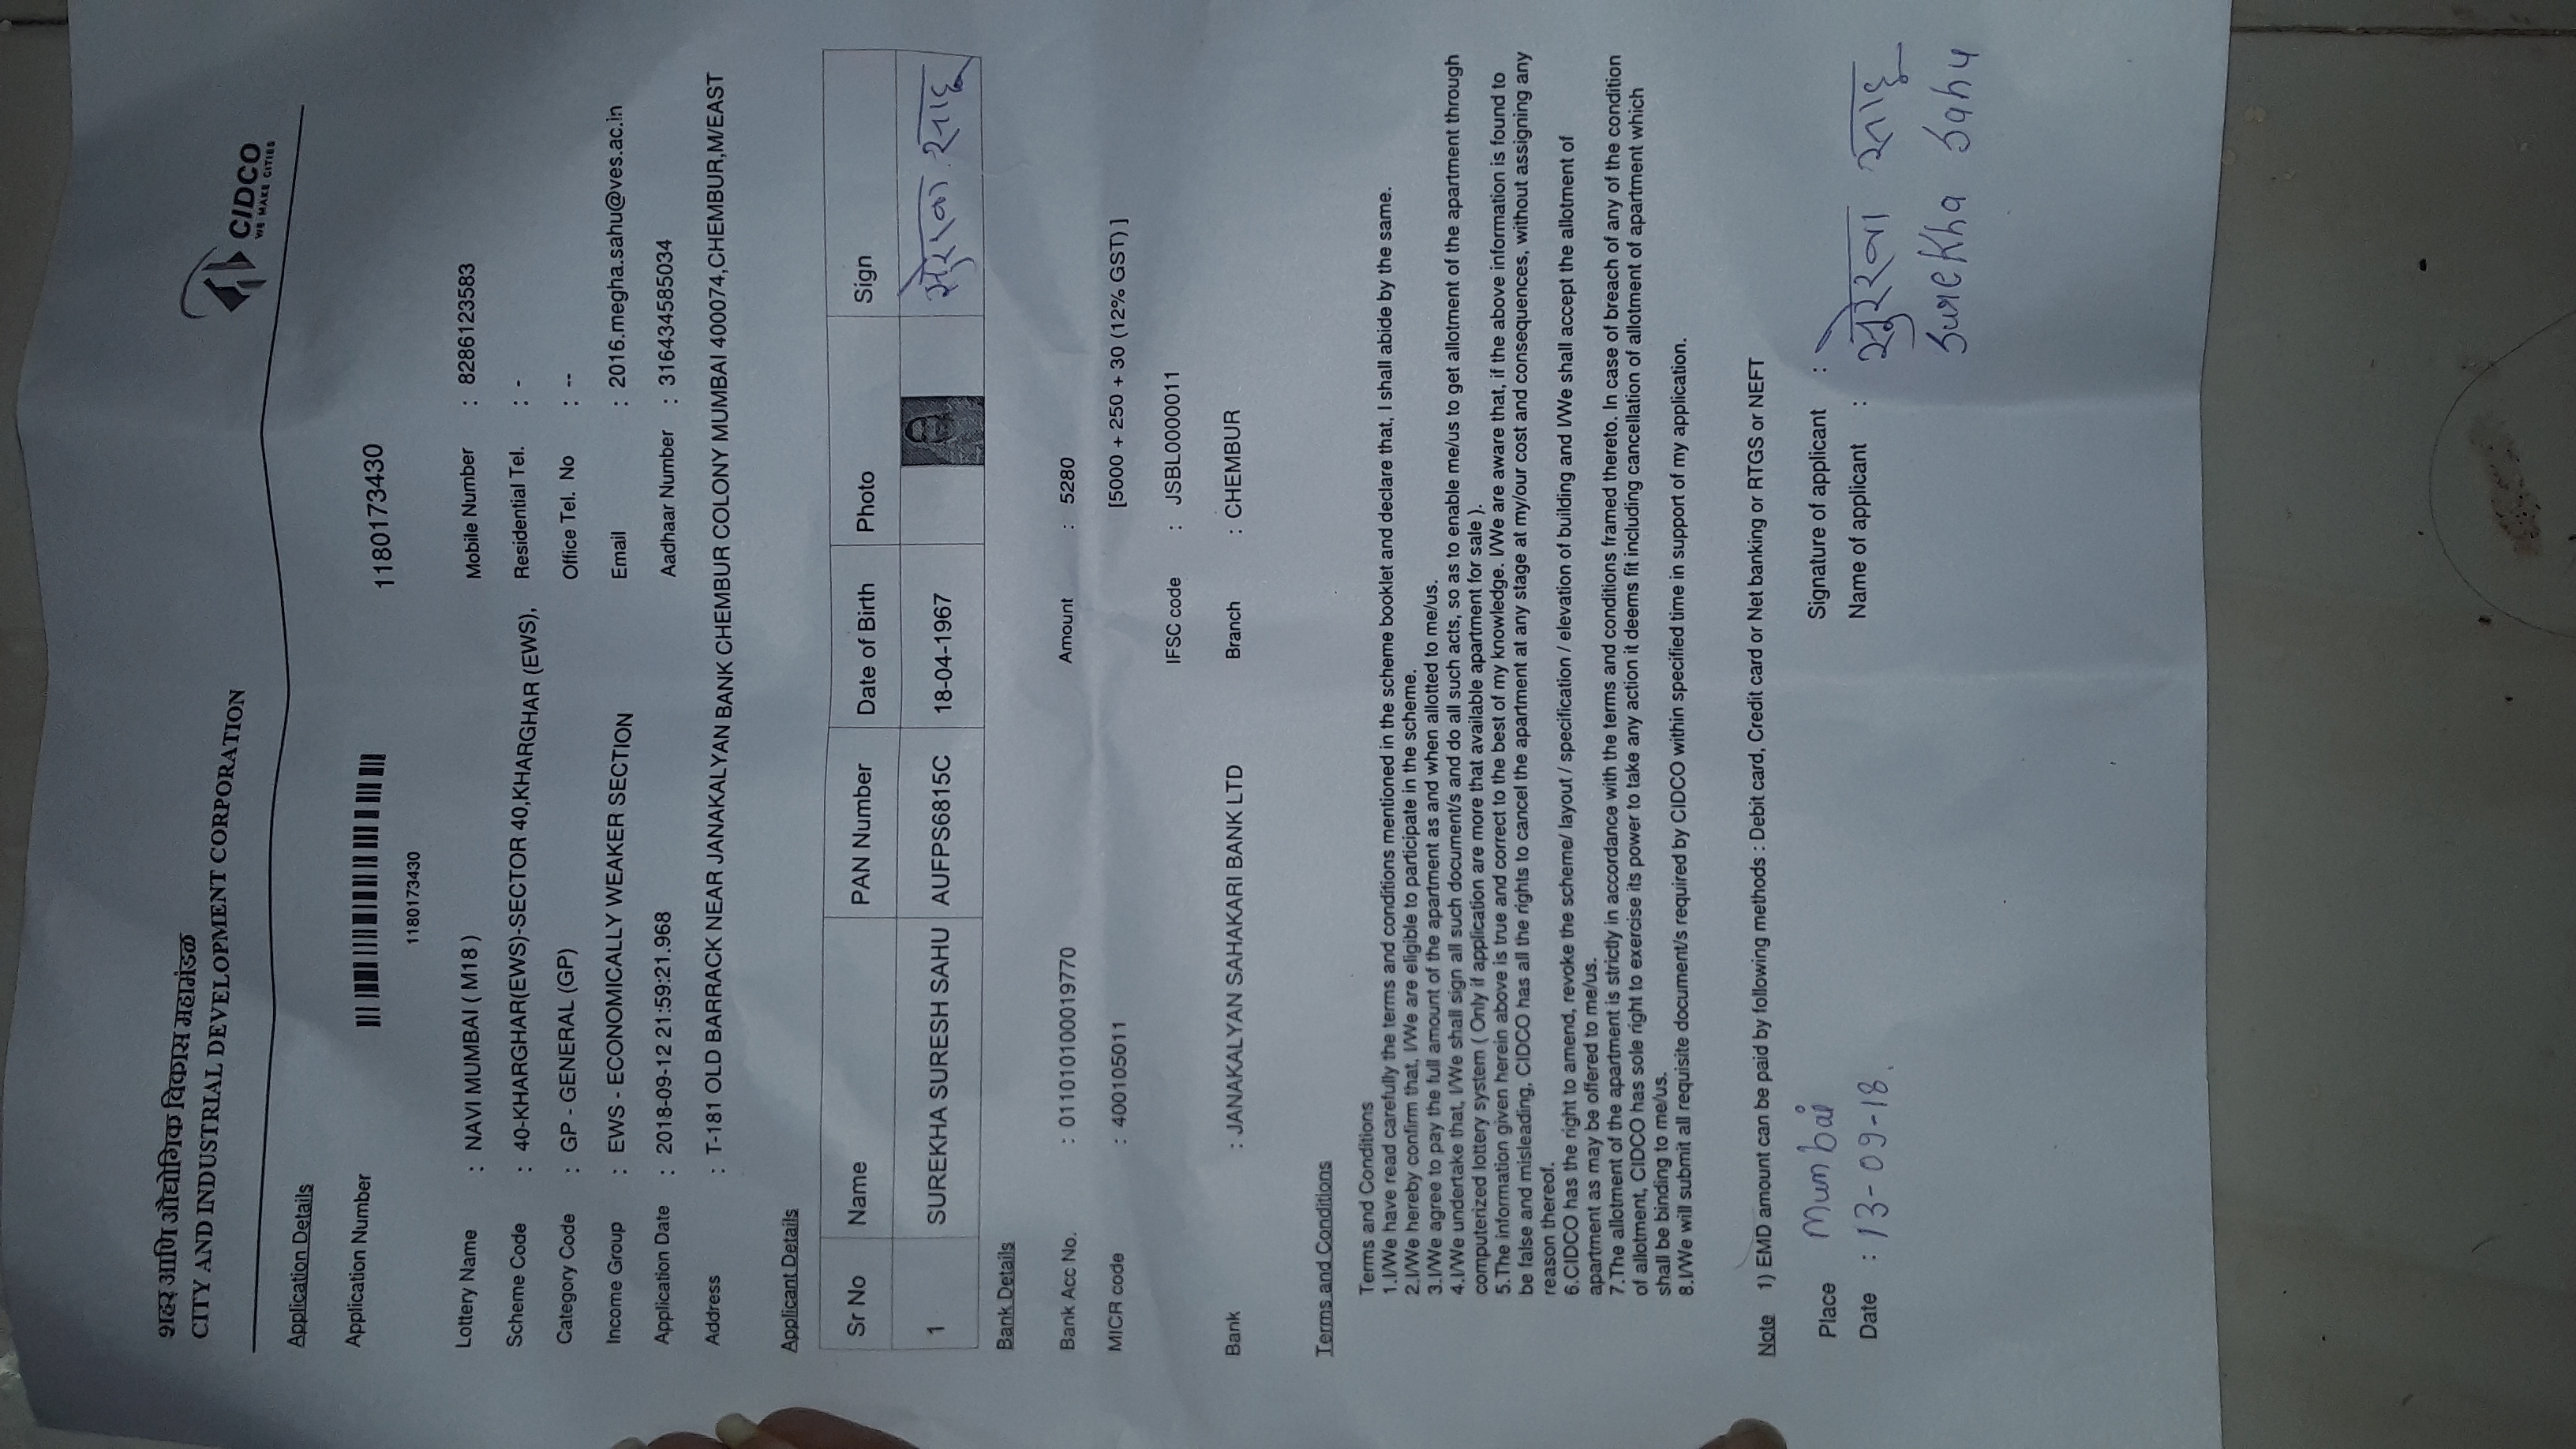 शहर आणि औद्योगिक विकास महामंडळ
CITY AND INDUSTRIAL DEVELOPMENT CORPORATION
CIDCO
WE MAKE CITIES
Application Details
Application Number 1180173430
1180173430
Lottery Name : NAVI MUMBAI ( M18 ) Mobile Number : 8286123583
Scheme Code : 40-KHARGHAR(EWS)-SECTOR 40,KHARGHAR (EWS), Residential Tel. : -
Category Code : GP - GENERAL (GP) Office Tel. No : --
Income Group : EWS - ECONOMICALLY WEAKER SECTION Email : 2016.megha.sahu@ves.ac.in
Application Date : 2018-09-12 21:59:21.968 Aadhaar Number : 316434585034
Address : T-181 OLD BARRACK NEAR JANAKALYAN BANK CHEMBUR COLONY MUMBAI 400074,CHEMBUR,M/EAST
Applicant Details
Sr No Name PAN Number Date of Birth Photo Sign
1 SUREKHA SURESH SAHU AUFPS6815C 18-04-1967 सुरेखा साहू
Bank Details
Bank Acc No. : 011010100019770 Amount : 5280
MICR code : 400105011 [5000 + 250 + 30 (12% GST) ]
IFSC code : JSBL0000011
Bank : JANAKALYAN SAHAKARI BANK LTD Branch : CHEMBUR
Terms and Conditions
Terms and Conditions
1.I/We have read carefully the terms and conditions mentioned in the scheme booklet and declare that, I shall abide by the same.
2.I/We hereby confirm that, I/We are eligible to participate in the scheme.
3.I/We agree to pay the full amount of the apartment as and when allotted to me/us.
4.I/We undertake that, I/We shall sign all such document/s and do all such acts, so as to enable me/us to get allotment of the apartment through
computerized lottery system ( Only if application are more that available apartment for sale ).
5.The information given herein above is true and correct to the best of my knowledge. I/We are aware that, if the above information is found to
be false and misleading, CIDCO has all the rights to cancel the apartment at any stage at my/our cost and consequences, without assigning any
reason thereof.
6.CIDCO has the right to amend, revoke the scheme/ layout / specification / elevation of building and I/We shall accept the allotment of
apartment as may be offered to me/us.
7.The allotment of the apartment is strictly in accordance with the terms and conditions framed thereto. In case of breach of any of the condition
of allotment, CIDCO has sole right to exercise its power to take any action it deems fit including cancellation of allotment of apartment which
shall be binding to me/us.
8.I/We will submit all requisite document/s required by CIDCO within specified time in support of my application.
Note 1) EMD amount can be paid by following methods : Debit card, Credit card or Net banking or RTGS or NEFT
Place Mumbai Signature of applicant :
Date : 13-09-18. Name of applicant : सुरेखा साहू
Surekha Sahu